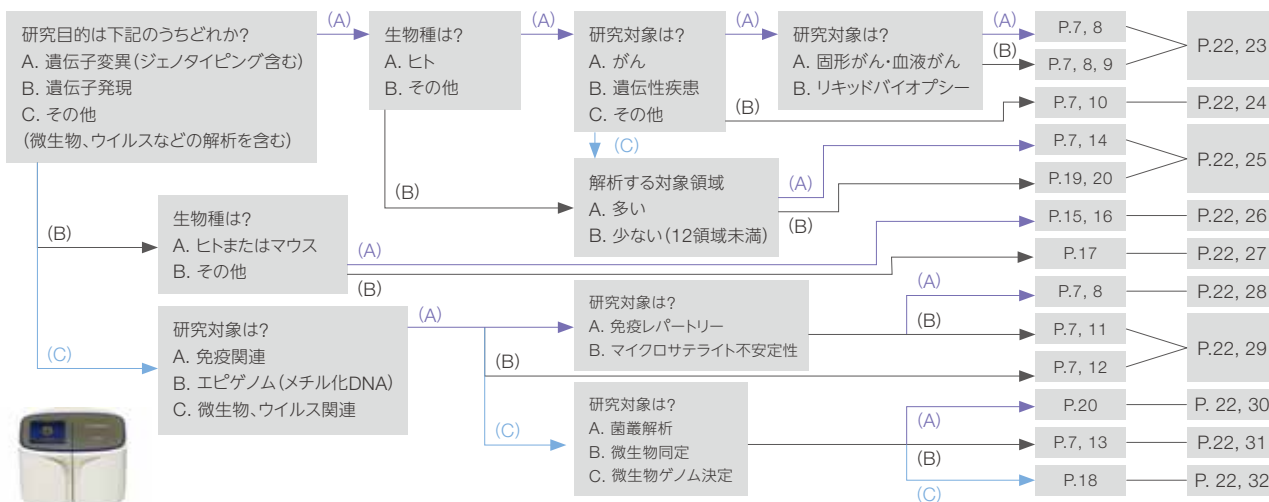 研究目的は下記のうちどれか?
A. 遺伝子変異(ジェノタイピング含む)
B. 遺伝子発現
C. その他
(微生物、ウイルスなどの解析を含む)
(A)
生物種は?
A. ヒト
B. その他
(A)
研究対象は?
A. がん
B. 遺伝性疾患
C. その他
(A)
研究対象は?
A. 固形がん・血液がん
B. リキッドバイオプシー
(A)
(B)
P.7, 8
P.7, 8, 9
P.22, 23
(B)
P.7, 10
P.22, 24
(C)
(B)
解析する対象領域
A. 多い
B. 少ない(12領域未満)
(A)
(B)
P.7, 14
P.19, 20
P.22, 25
(B)
生物種は?
A. ヒトまたはマウス
B. その他
(A)
(B)
P.15, 16
P.22, 26
P.17
P.22, 27
(C)
研究対象は?
A. 免疫関連
B. エピゲノム(メチル化DNA)
C. 微生物、ウイルス関連
(A)
(B)
(C)
研究対象は?
A. 免疫レパートリー
B. マイクロサテライト不安定性
(A)
(B)
P.7, 8
P.22, 28
P.7, 11
P.7, 12
P.22, 29
研究対象は?
A. 菌叢解析
B. 微生物同定
C. 微生物ゲノム決定
(A)
(B)
(C)
P.20
P. 22, 30
P.7, 13
P.22, 31
P.18
P. 22, 32